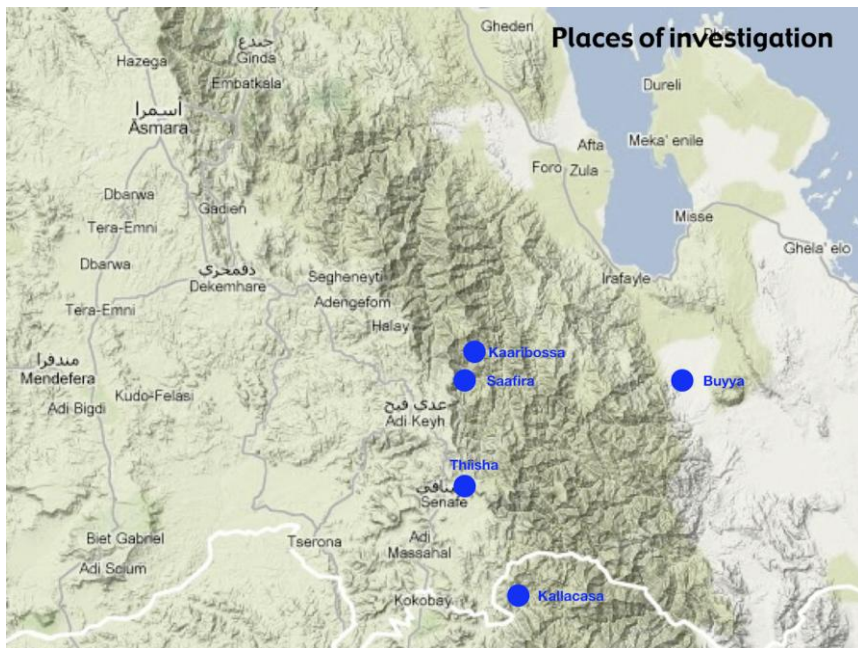 Places of investigation
Gheden
جندع
Ginda
Hazega
Embatkala'
Dureli
أسمرا
Asmara
Afta
Meka' enile
Foro
Zula
Dbarwa
Gadien
Tera-Emni
Misse
Ghela' elo
Dbarwa
دقمحري
Dekemhare
Segheneyti
Irafayle
Adengefom
Tera-Emni
Halay
Kaaribossa
مندفرا
Mendefera
Saafira
Buyya
Kudo-Felasi
Adi Bigdi
عدي قيح
Adi Keyh
Thiisha
Senafe
Biet Gabriel
Tserona
Adi
Massahal
Adi Scium
Kokobay
Kallacasa